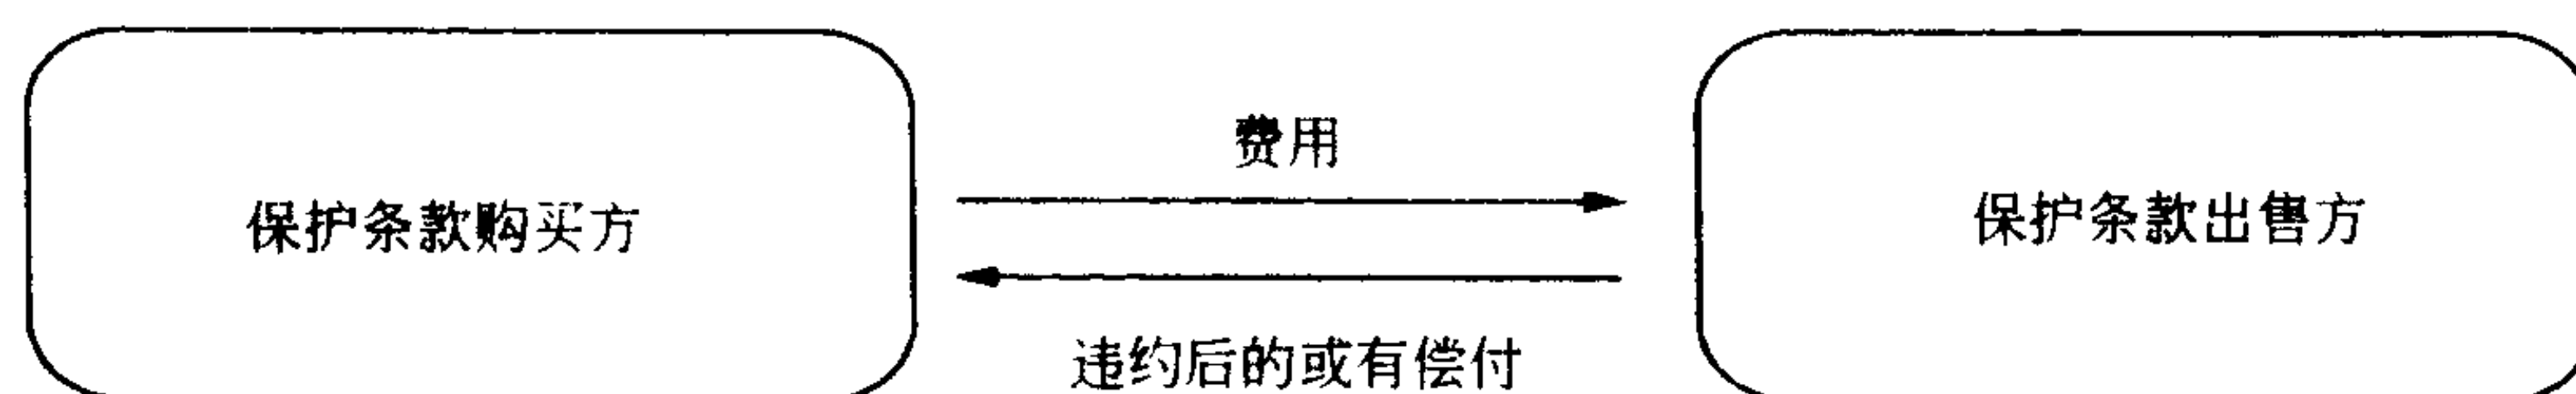 费用
保护条款购买方
保护条款出售方
违约后的或有偿付